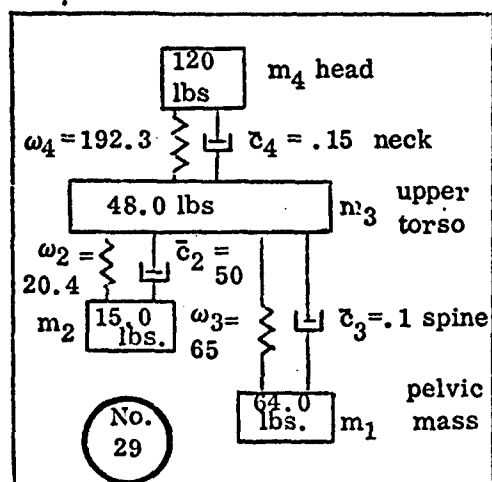 120 lbs
m4 head
ω4=192.3
c̄4 = .15 neck
48.0 lbs
m3 upper torso
ω2 = 20.4
c̄2 = 50
m2
15.0 lbs.
ω3= 65
c̄3=.1 spine
64.0 lbs.
m1
pelvic mass
No. 29